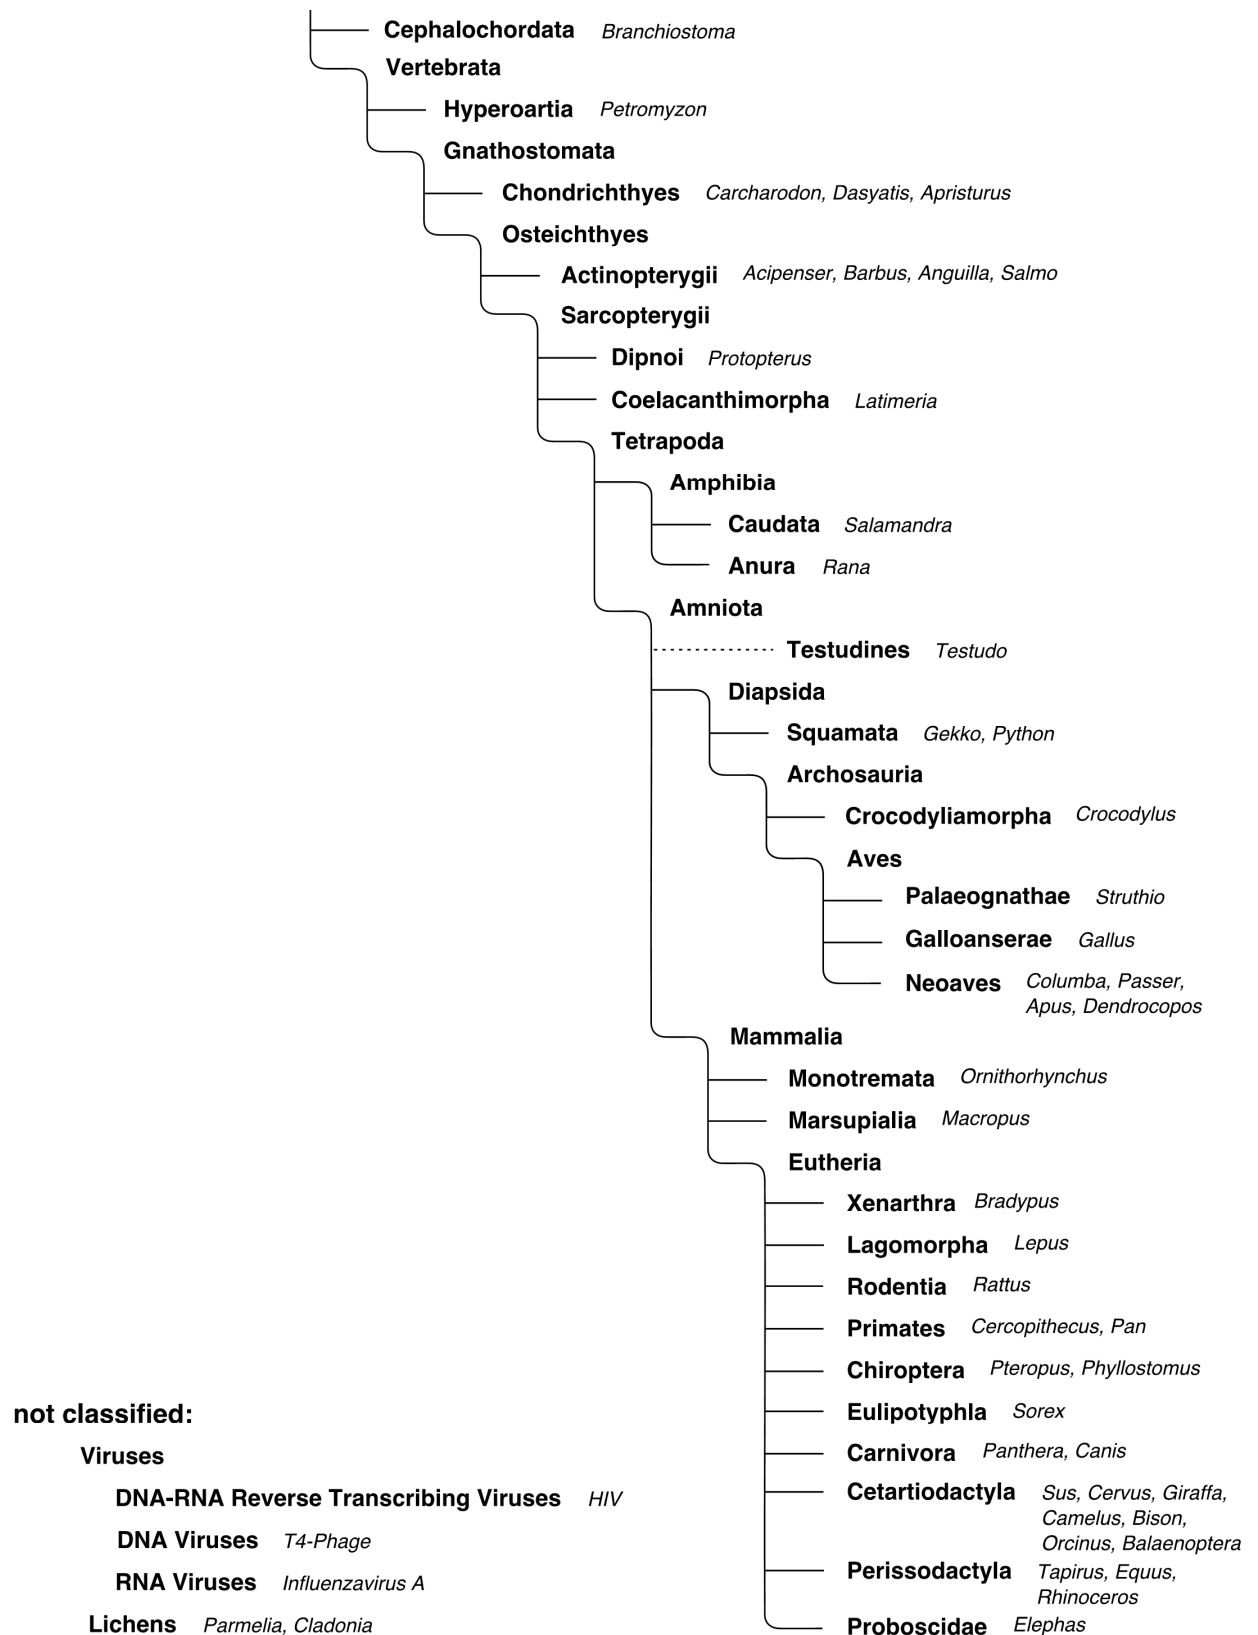 Cephalochordata Branchiostoma
Vertebrata
Hyperoartia Petromyzon
Gnathostomata
Chondrichthyes Carcharodon, Dasyatis, Apristurus
Osteichthyes
Actinopterygii Acipenser, Barbus, Anguilla, Salmo
Sarcopterygii
Dipnoi Protopterus
Coelacanthimorpha Latimeria
Tetrapoda
Amphibia
Caudata Salamandra
Anura Rana
Amniota
Testudines Testudo
Diapsida
Squamata Gekko, Python
Archosauria
Crocodyliamorpha Crocodylus
Aves
Palaeognathae Struthio
Galloanserae Gallus
Neoaves Columba, Passer,
Apus, Dendrocopos
Mammalia
Monotremata Ornithorhynchus
Marsupialia Macropus
Eutheria
Xenarthra Bradypus
Lagomorpha Lepus
Rodentia Rattus
Primates Cercopithecus, Pan
Chiroptera Pteropus, Phyllostomus
Eulipotyphla Sorex
Carnivora Panthera, Canis
Cetartiodactyla Sus, Cervus, Giraffa,
Camelus, Bison,
Orcinus, Balaenoptera
Perissodactyla Tapirus, Equus,
Rhinoceros
Proboscidae Elephas
not classified:
Viruses
DNA-RNA Reverse Transcribing Viruses HIV
DNA Viruses T4-Phage
RNA Viruses Influenzavirus A
Lichens Parmelia, Cladonia